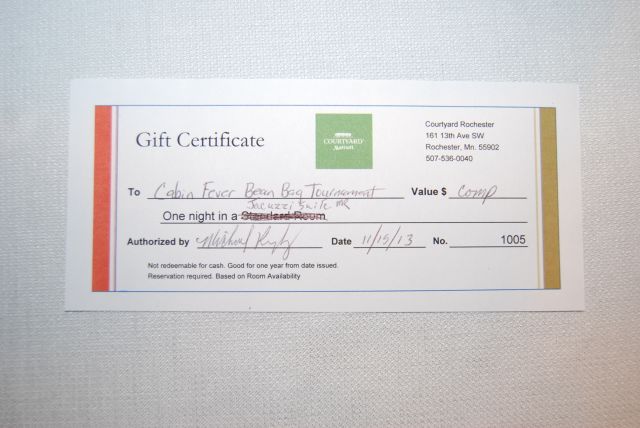 Gift Certificate
COURTYARD
Marriott
Courtyard Rochester
161 13th Ave SW
Rochester, Mn. 55902
507-536-0040
To Cabin Fever Bean Bag Tournament Value $ comp
Jacuzzi Suite MR
One night in a Standard Room
Authorized by Date 11/15/13 No. 1005
Not redeemable for cash. Good for one year from date issued.
Reservation required. Based on Room Availability